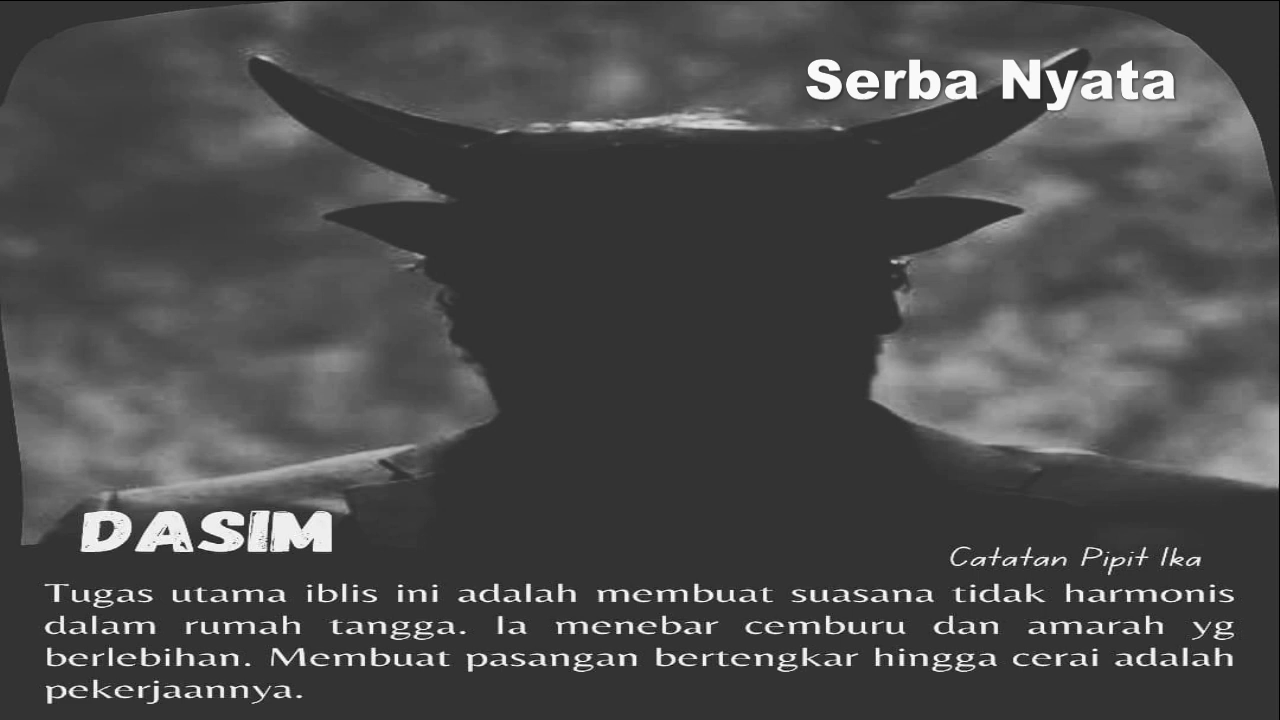 Serba Nyata
DASIM
Catatan Pipit Ika
Tugas utama iblis ini adalah membuat suasana tidak harmonis
dalam rumah tangga. Ia menebar cemburu dan amarah yg
berlebihan. Membuat pasangan bertengkar hingga cerai adalah
pekerjaannya.